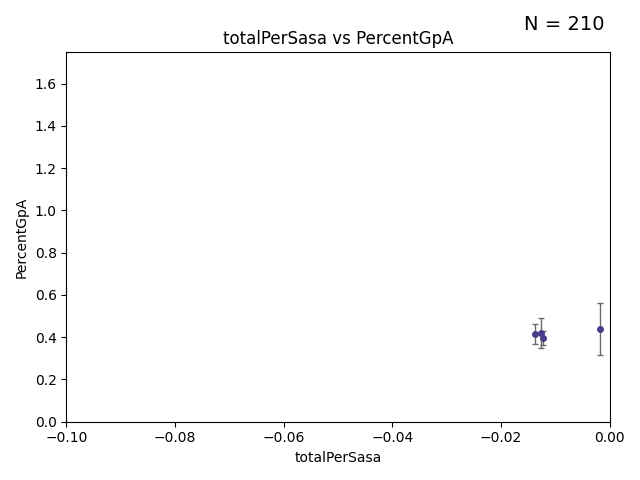 N = 210
totalPerSasa vs PercentGpA
1.6
1.4
1.2
1.0
0.8
0.6
0.4
0.2
0.0
PercentGpA
−0.10 −0.08 −0.06 −0.04 −0.02 0.00
totalPerSasa